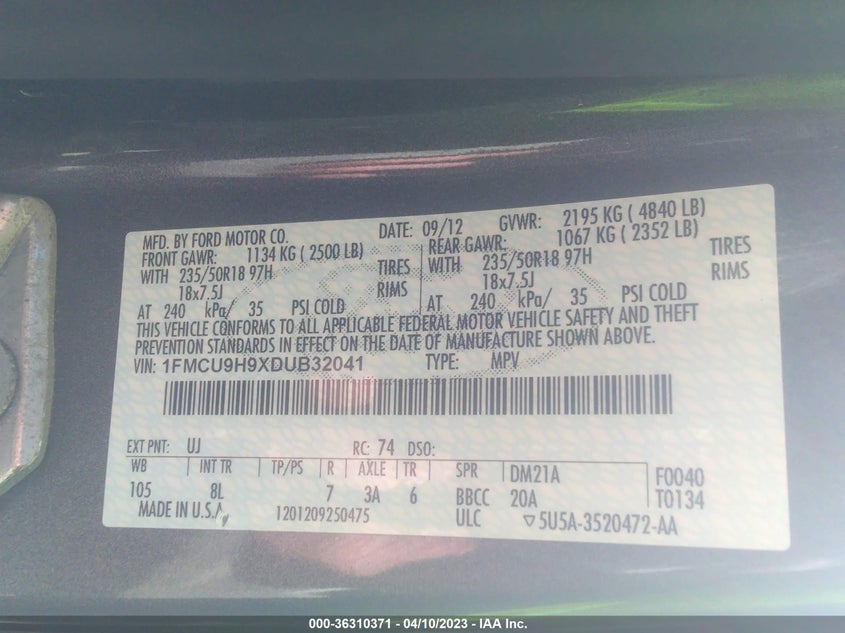 MFD. BY FORD MOTOR CO. DATE: 09/12 GVWR: 2195 KG ( 4840 LB)
FRONT GAWR: 1134 KG ( 2500 LB) REAR GAWR: 1067 KG ( 2352 LB)
WITH 235/50R18 97H TIRES WITH 235/50R18 97H TIRES
18x7.5J RIMS 18x7.5J RIMS
AT 240 kPa/ 35 PSI COLD AT 240 kPa/ 35 PSI COLD
THIS VEHICLE CONFORMS TO ALL APPLICABLE FEDERAL MOTOR VEHICLE SAFETY AND THEFT
PREVENTION STANDARDS IN EFFECT ON THE DATE OF MANUFACTURE SHOWN ABOVE.
VIN: 1FMCU9H9XDUB32041 TYPE: MPV
EXT PNT: UJ RC: 74 DSO:
WB INT TR TP/PS R AXLE TR SPR DM21A F0040
105 8L 7 3A 6 BBCC 20A T0134
MADE IN U.S.A. 1201209250475 ULC ▽5U5A-3520472-AA
000-36310371 - 04/10/2023 - IAA Inc.